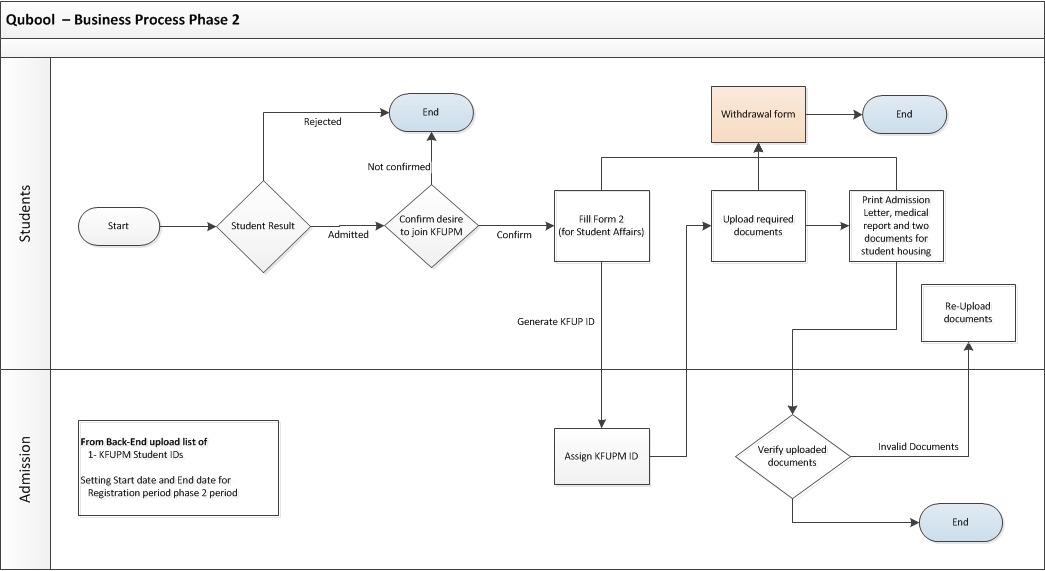 Qubool – Business Process Phase 2
Students
End
Rejected
Not confirmed
Start
Student Result
Admitted
Confirm desire
to join KFUPM
Confirm
Fill Form 2
(for Student Affairs)
Generate KFUP ID
Withdrawal form
End
Upload required
documents
Print Admission
Letter, medical
report and two
documents for
student housing
Re-Upload
documents
Admission
From Back-End upload list of
1- KFUPM Student IDs
Setting Start date and End date for
Registration period phase 2 period
Assign KFUPM ID
Verify uploaded
documents
Invalid Documents
End